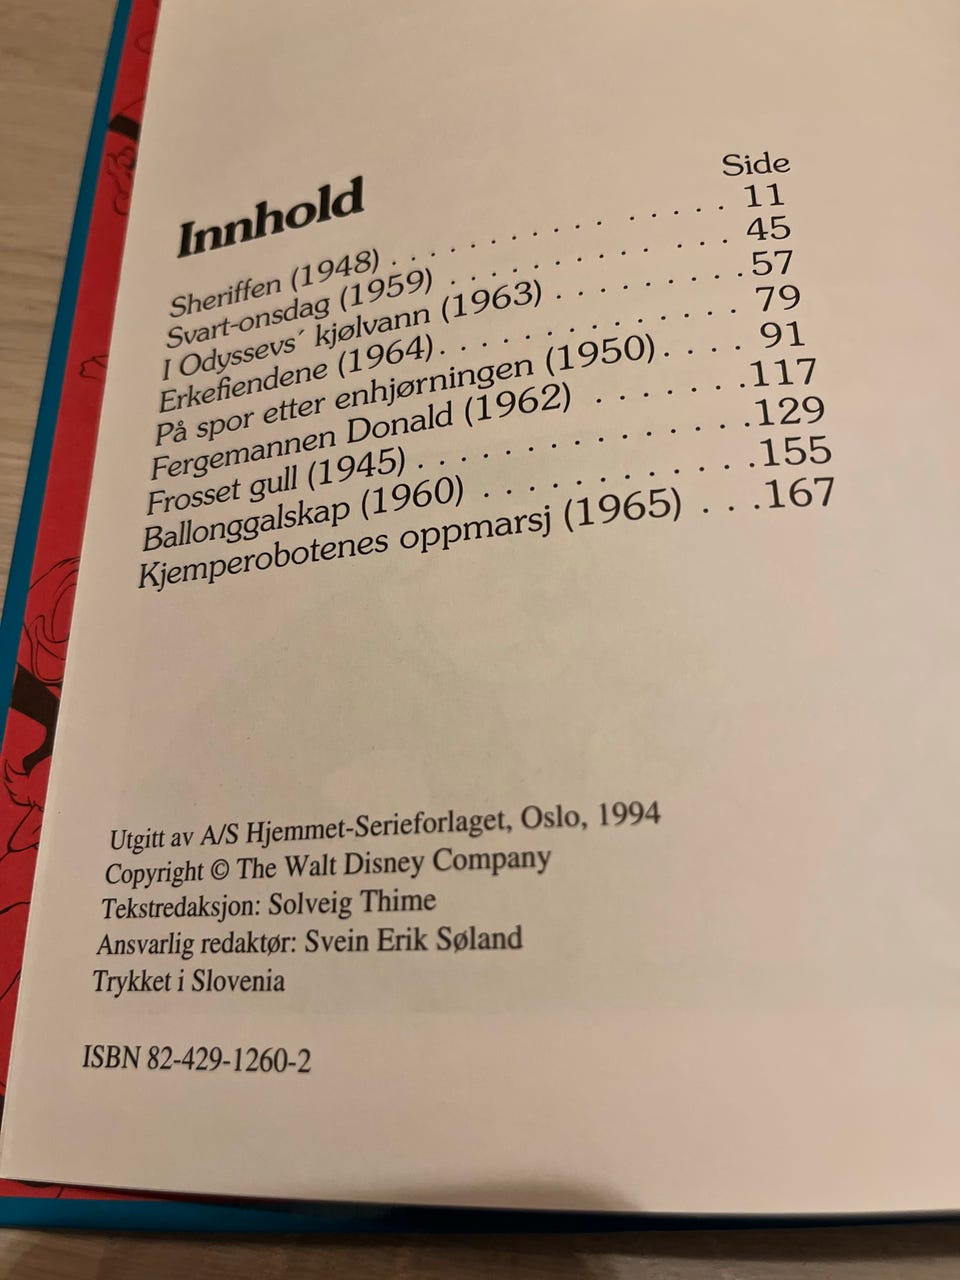 Innhold
Side
Sheriffen (1948) . . . . . . . . . . . . . . . 11
Svart-onsdag (1959) . . . . . . . . . . . . . 45
I Odyssevs´ kjølvann (1963) . . . . . . . . . 57
Erkefiendene (1964). . . . . . . . . . . . . . 79
På spor etter enhjørningen (1950). . . . 91
Fergemannen Donald (1962) . . . . . . .117
Frosset gull (1945) . . . . . . . . . . . . . . .129
Ballonggalskap (1960) . . . . . . . . . . . .155
Kjemperobotenes oppmarsj (1965) . . .167
Utgitt av A/S Hjemmet-Serieforlaget, Oslo, 1994
Copyright © The Walt Disney Company
Tekstredaksjon: Solveig Thime
Ansvarlig redaktør: Svein Erik Søland
Trykket i Slovenia
ISBN 82-429-1260-2